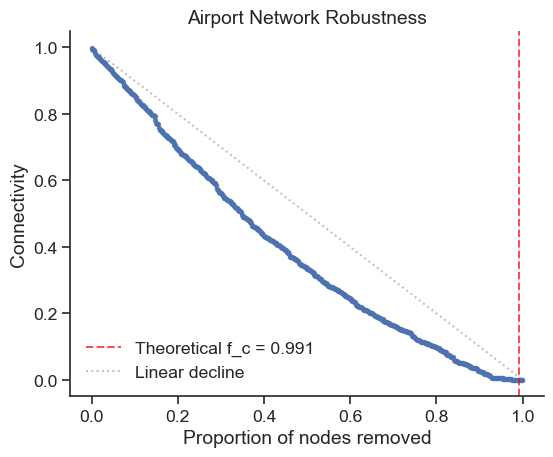 Airport Network Robustness
1.0
0.8
0.6
0.4
0.2
0.0
Connectivity
Theoretical f_c = 0.991
Linear decline
0.0 0.2 0.4 0.6 0.8 1.0
Proportion of nodes removed